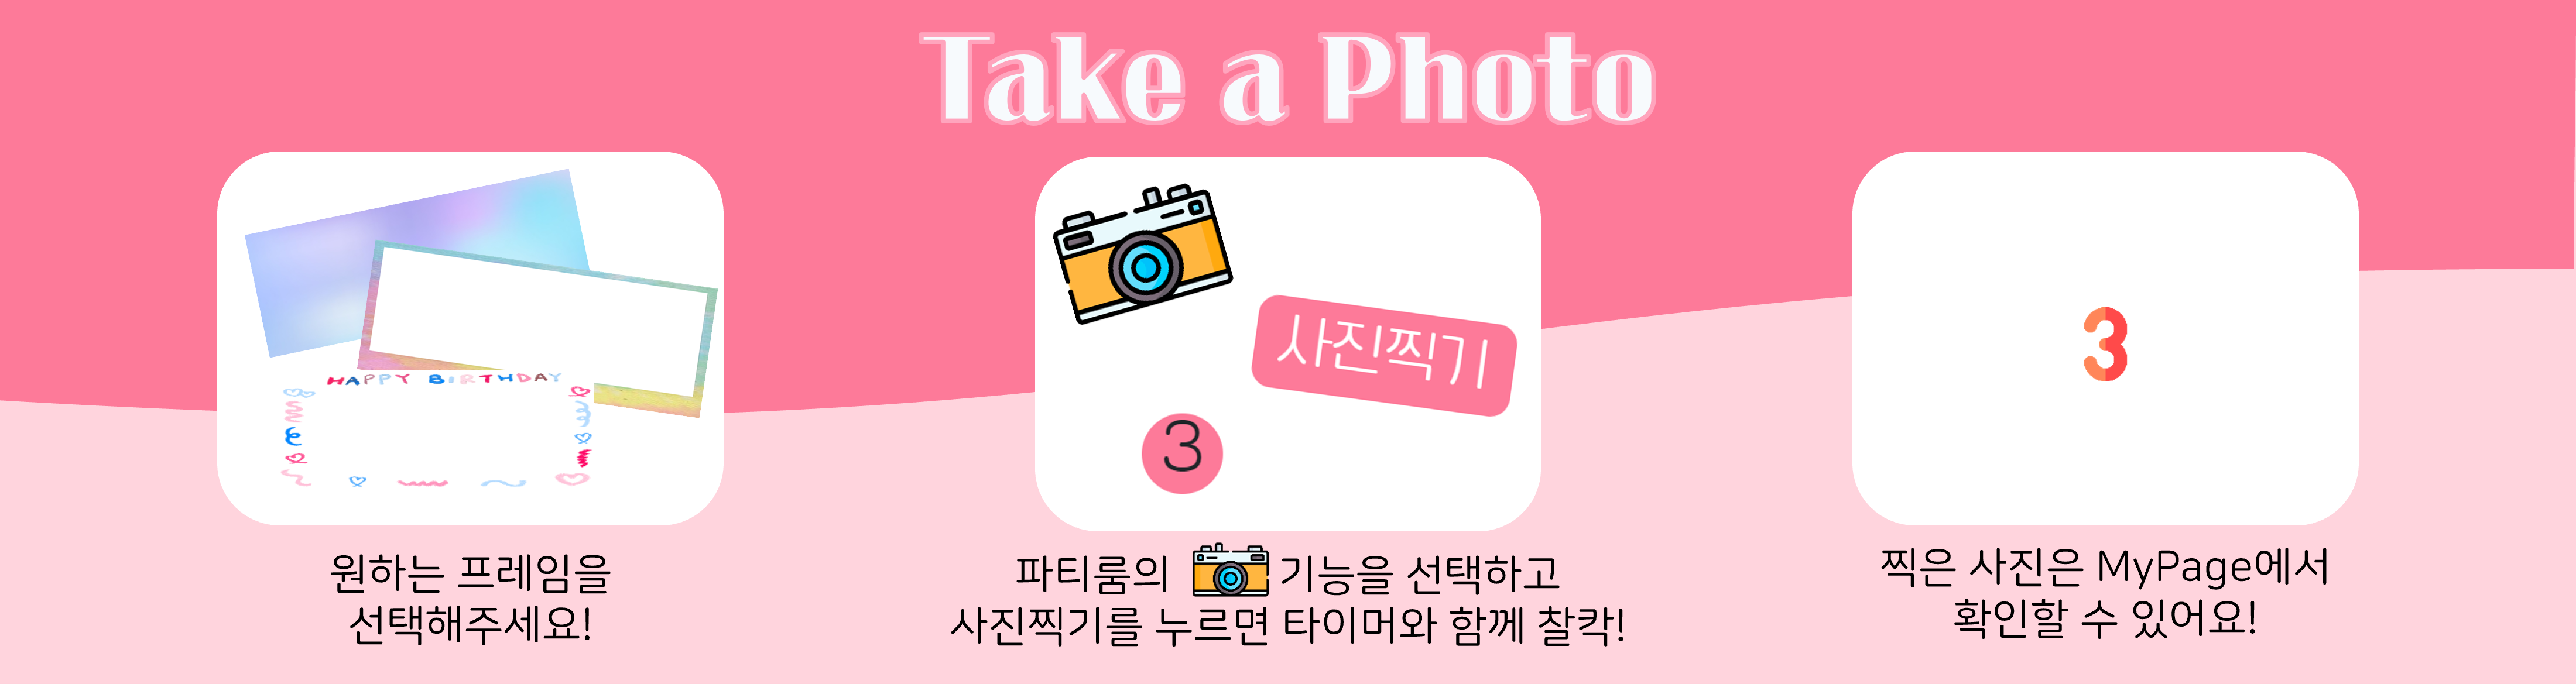 Take a Photo
HAPPY BIRTHDAY
사진찍기
3
3
원하는 프레임을
선택해주세요!
파티룸의 기능을 선택하고
사진찍기를 누르면 타이머와 함께 찰칵!
찍은 사진은 MyPage에서
확인할 수 있어요!